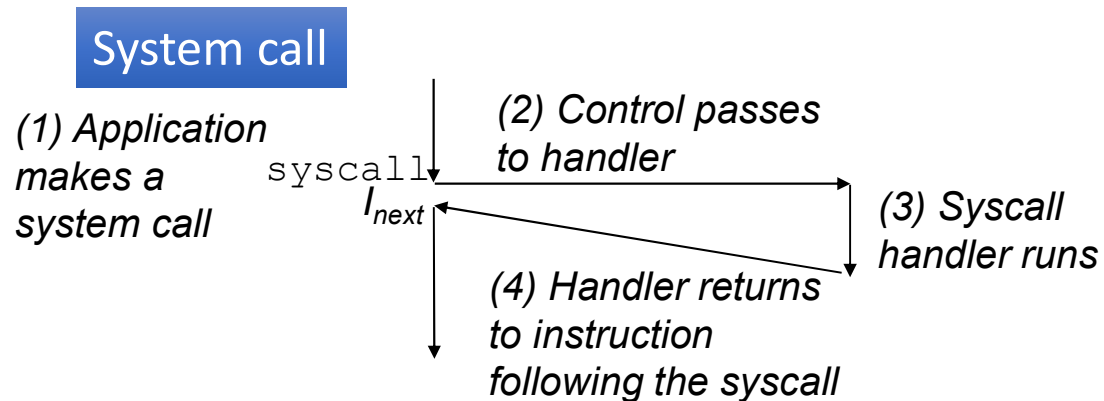 System call
(1) Application
makes a
system call
syscall
Inext
(2) Control passes
to handler
(3) Syscall
handler runs
(4) Handler returns
to instruction
following the syscall